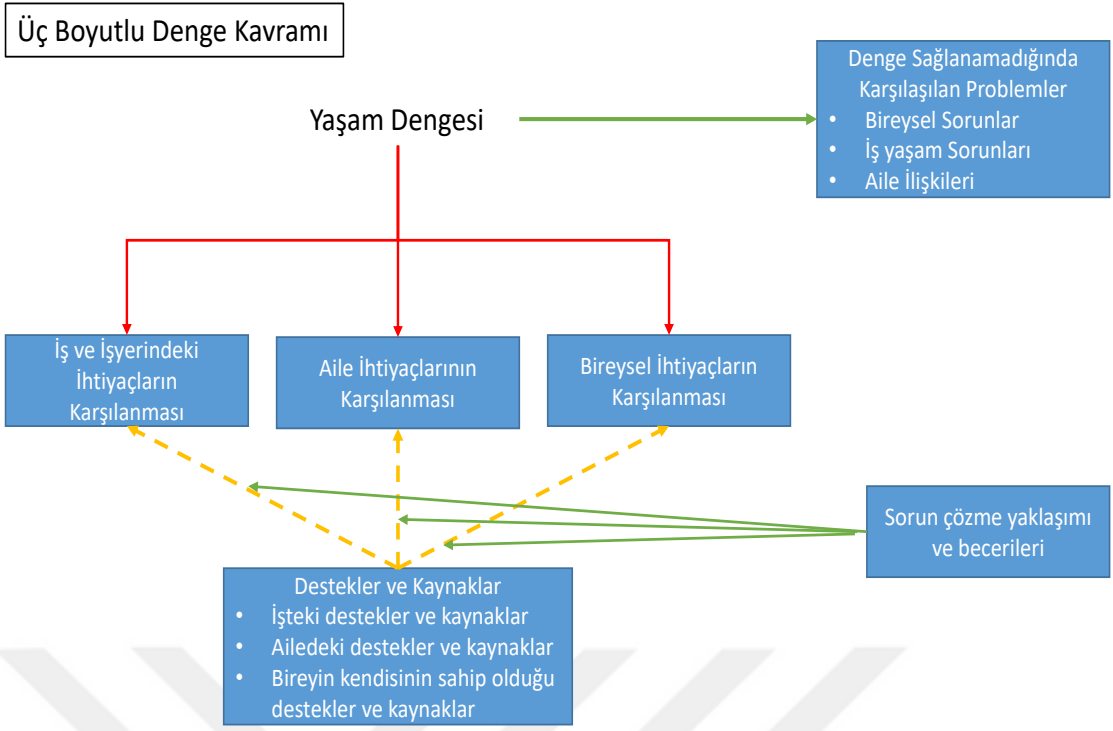 Üç Boyutlu Denge Kavramı
Denge Sağlanamadığında
Karşılaşılan Problemler
• Bireysel Sorunlar
• İş yaşam Sorunları
• Aile İlişkileri
Yaşam Dengesi
İş ve İşyerindeki
İhtiyaçların
Karşılanması
Aile İhtiyaçlarının
Karşılanması
Bireysel İhtiyaçların
Karşılanması
Sorun çözme yaklaşımı
ve becerileri
Destekler ve Kaynaklar
• İşteki destekler ve kaynaklar
• Ailedeki destekler ve kaynaklar
• Bireyin kendisinin sahip olduğu
destekler ve kaynaklar